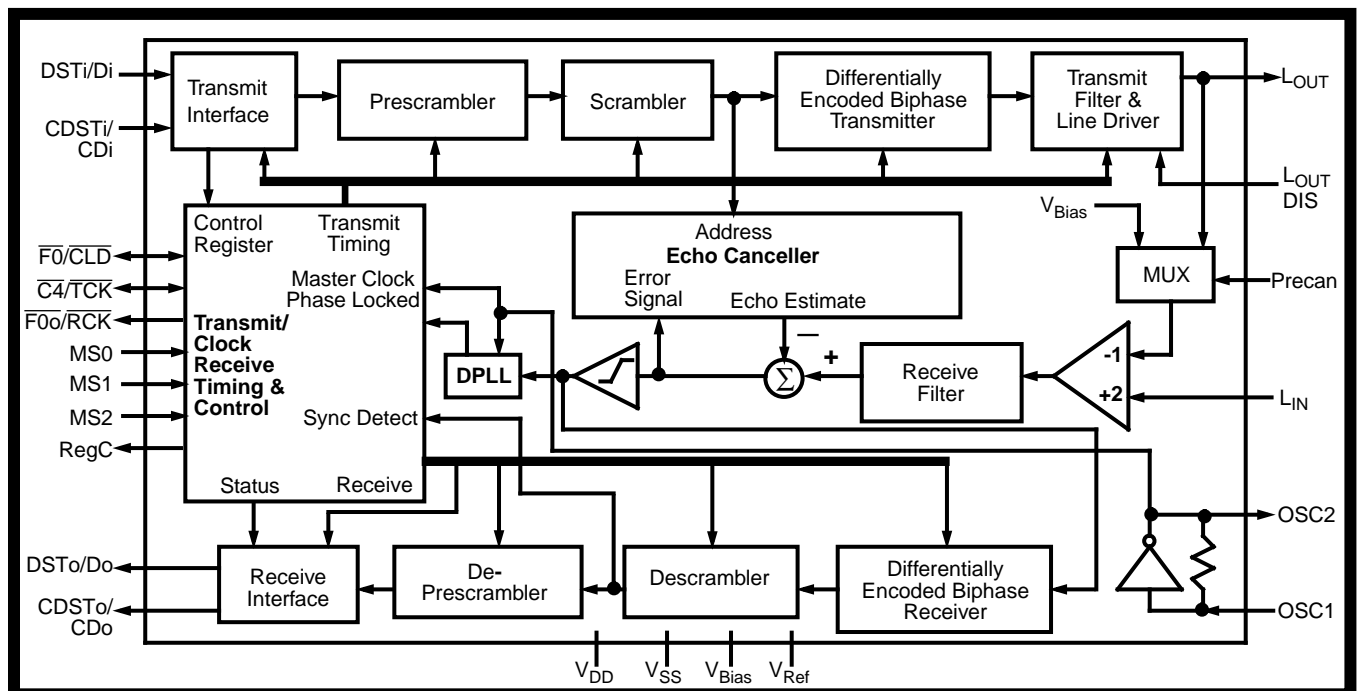 DSTi/Di
CDSTi/
CDi
Transmit
Interface
Prescrambler
Scrambler
Differentially
Encoded Biphase
Transmitter
Transmit
Filter &
Line Driver
LOUT
LOUT
DIS
VBias
MUX
Precan
Control
Register
Transmit
Timing
Master Clock
Phase Locked
Transmit/
Clock
Receive
Timing &
Control
Sync Detect
Status
Receive
F0/CLD
C4/TCK
F0o/RCK
MS0
MS1
MS2
RegC
Address
Echo Canceller
Error
Signal
Echo Estimate
DPLL
−
+
Σ
Receive
Filter
-1
+2
LIN
OSC2
OSC1
DSTo/Do
CDSTo/
CDo
Receive
Interface
De-
Prescrambler
Descrambler
Differentially
Encoded Biphase
Receiver
VDD
VSS
VBias
VRef